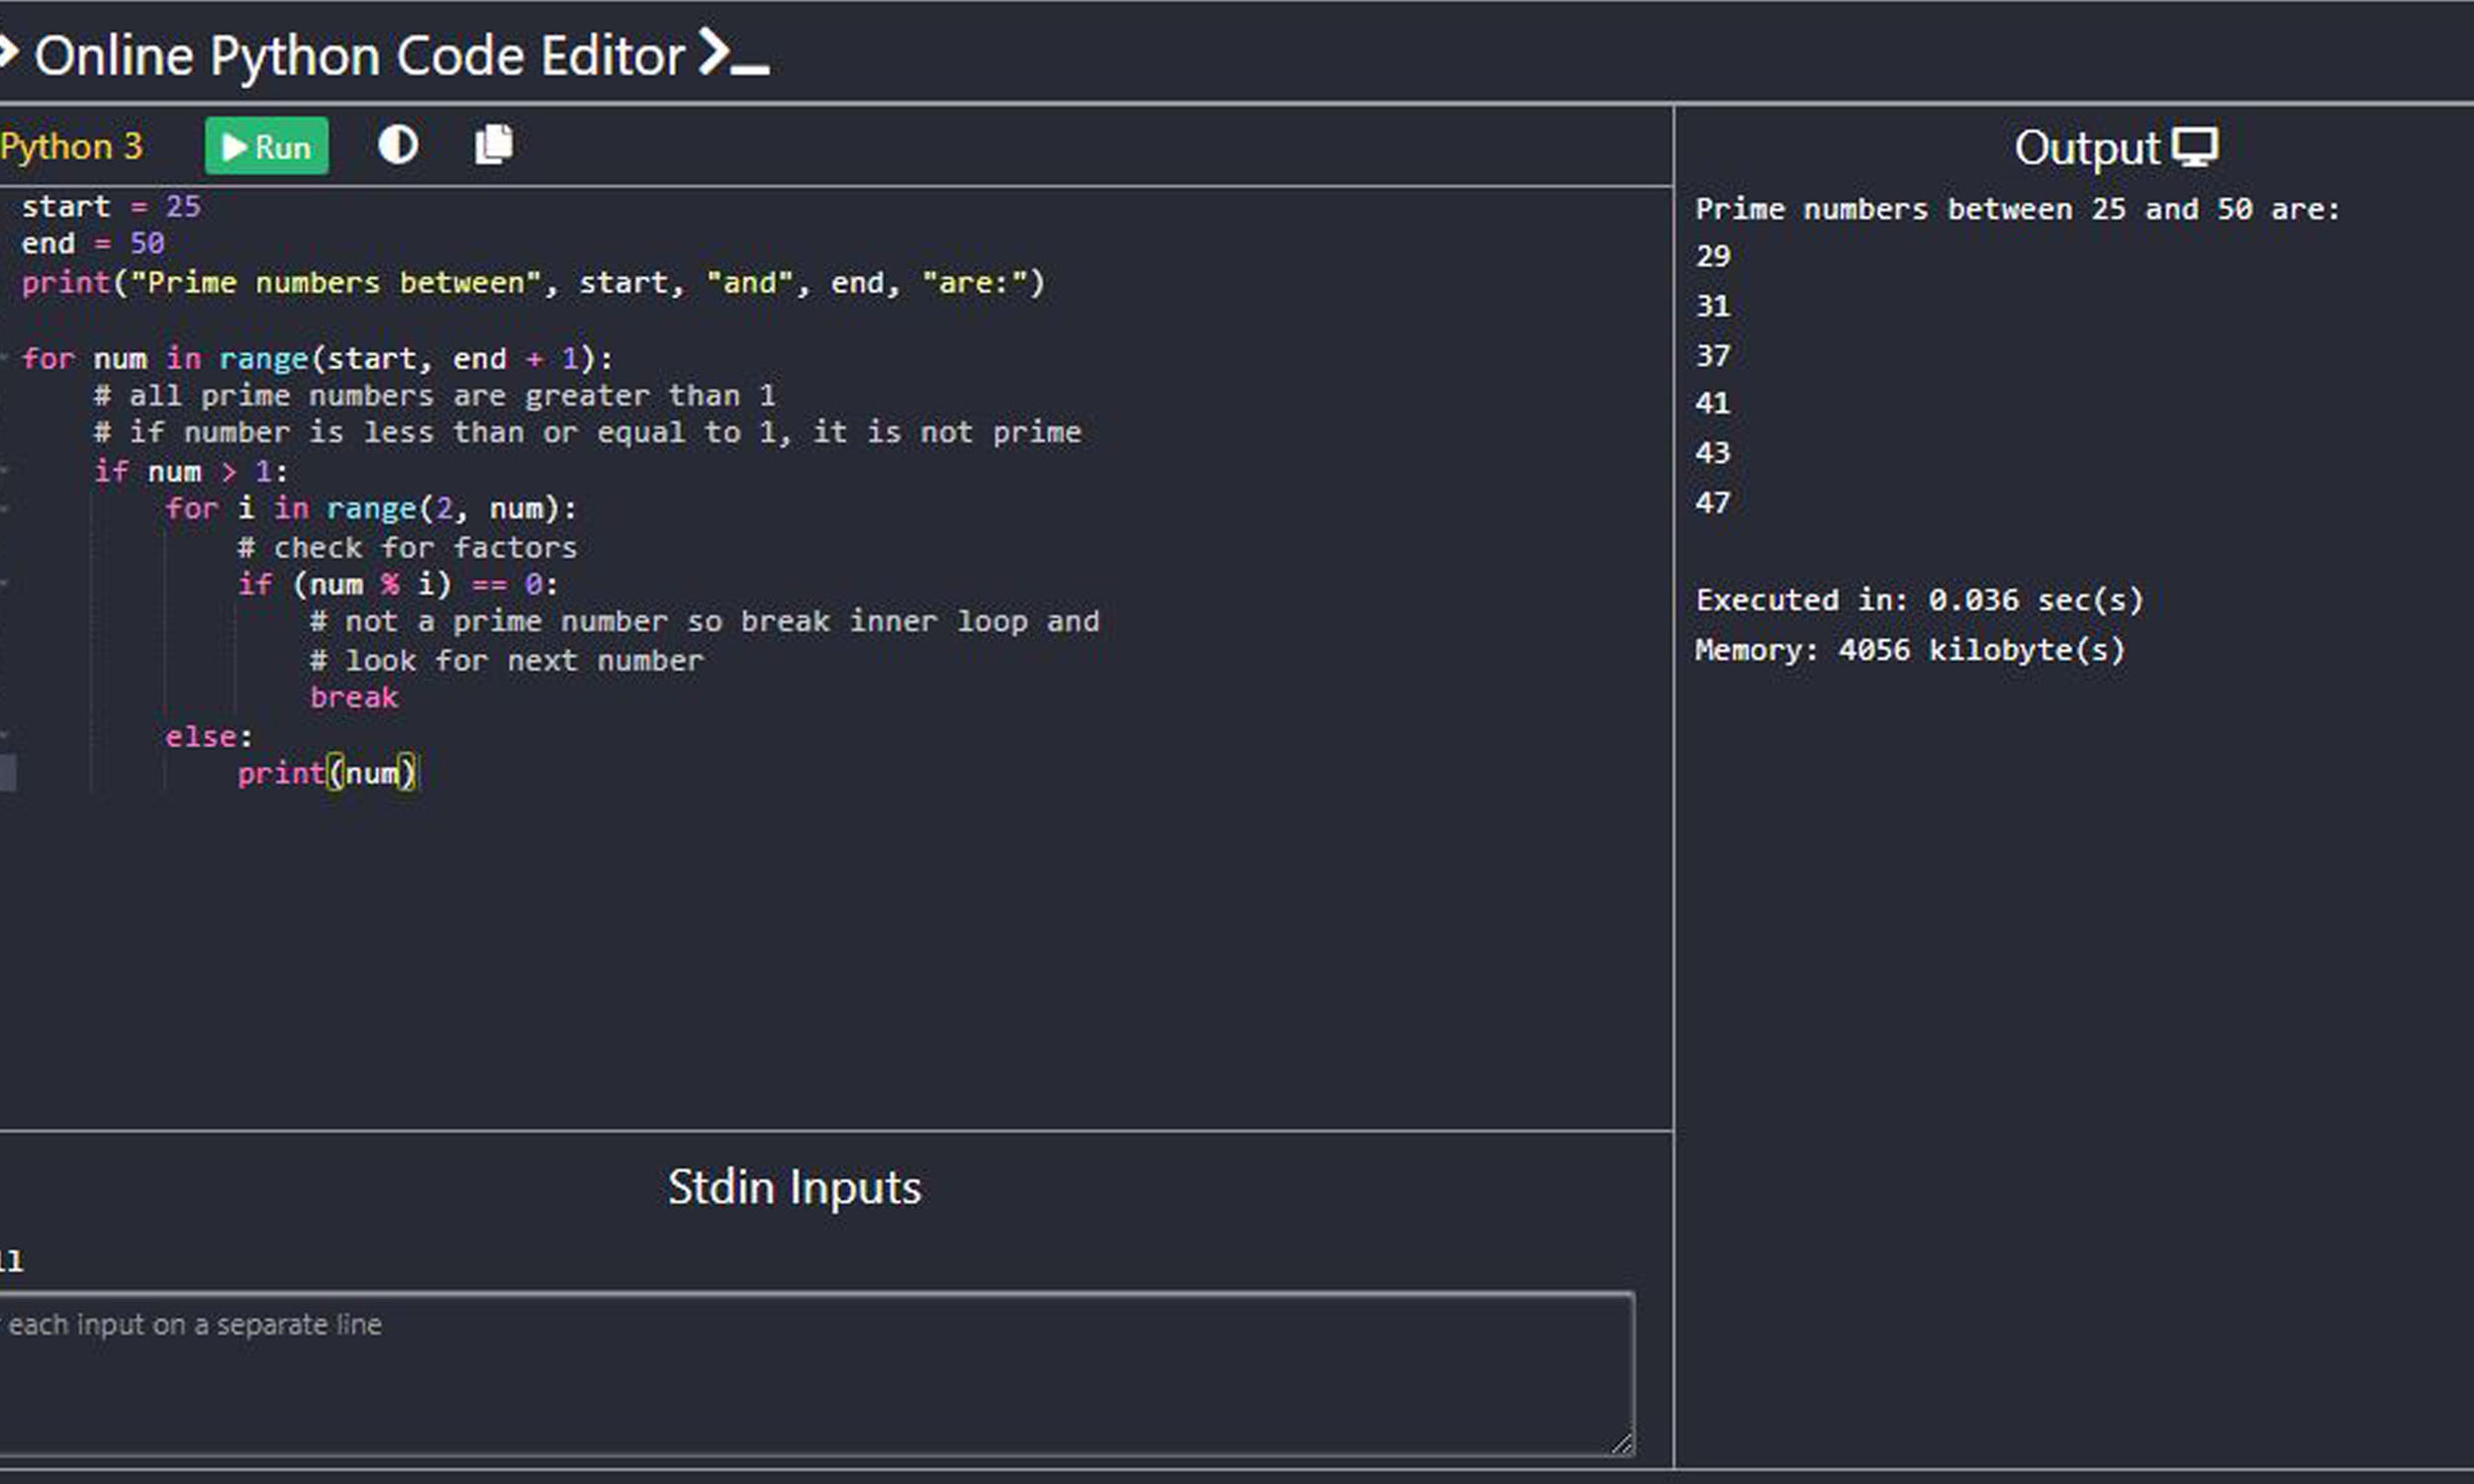 Online Python Code Editor
Python 3
Run
start = 25
end = 50
print("Prime numbers between", start, "and", end, "are:")
for num in range(start, end + 1):
    # all prime numbers are greater than 1
    # if number is less than or equal to 1, it is not prime
    if num > 1:
        for i in range(2, num):
            # check for factors
            if (num % i) == 0:
                # not a prime number so break inner loop and
                # look for next number
                break
        else:
            print(num)
Stdin Inputs
each input on a separate line
Output
Prime numbers between 25 and 50 are:
29
31
37
41
43
47
Executed in: 0.036 sec(s)
Memory: 4056 kilobyte(s)